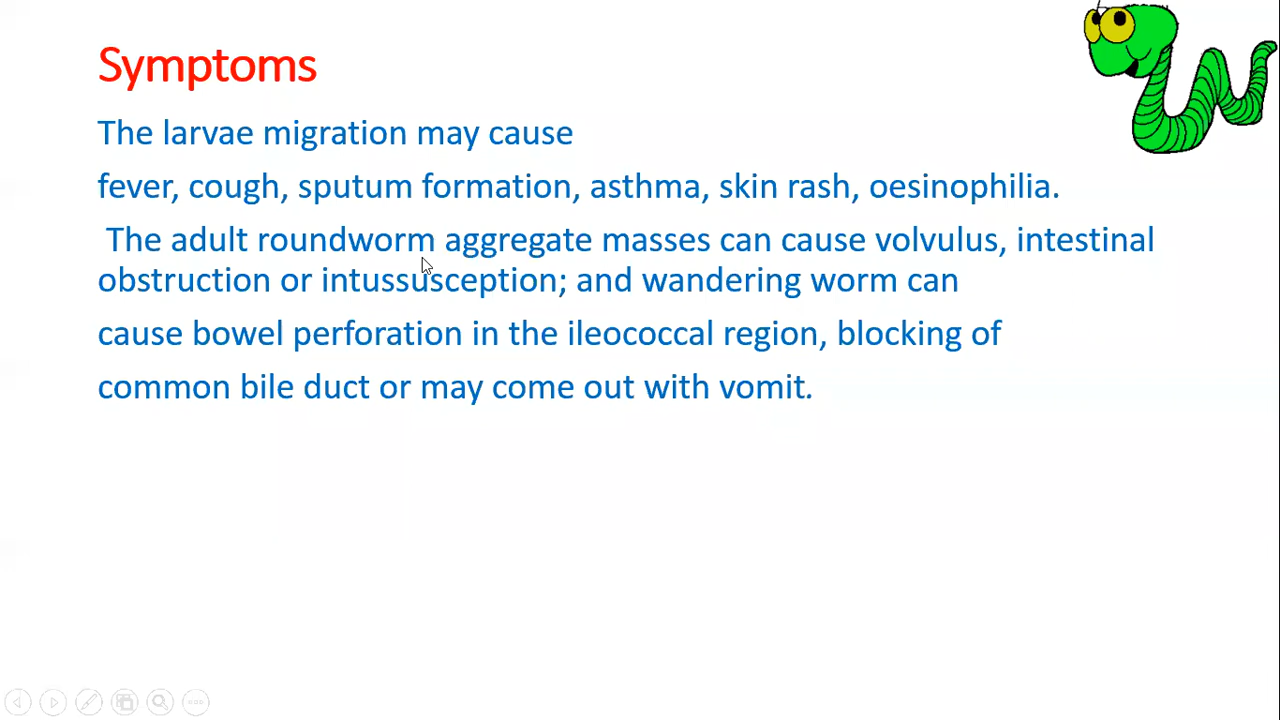 Symptoms
The larvae migration may cause
fever, cough, sputum formation, asthma, skin rash, oesinophilia.
The adult roundworm aggregate masses can cause volvulus, intestinal
obstruction or intussusception; and wandering worm can
cause bowel perforation in the ileococcal region, blocking of
common bile duct or may come out with vomit.